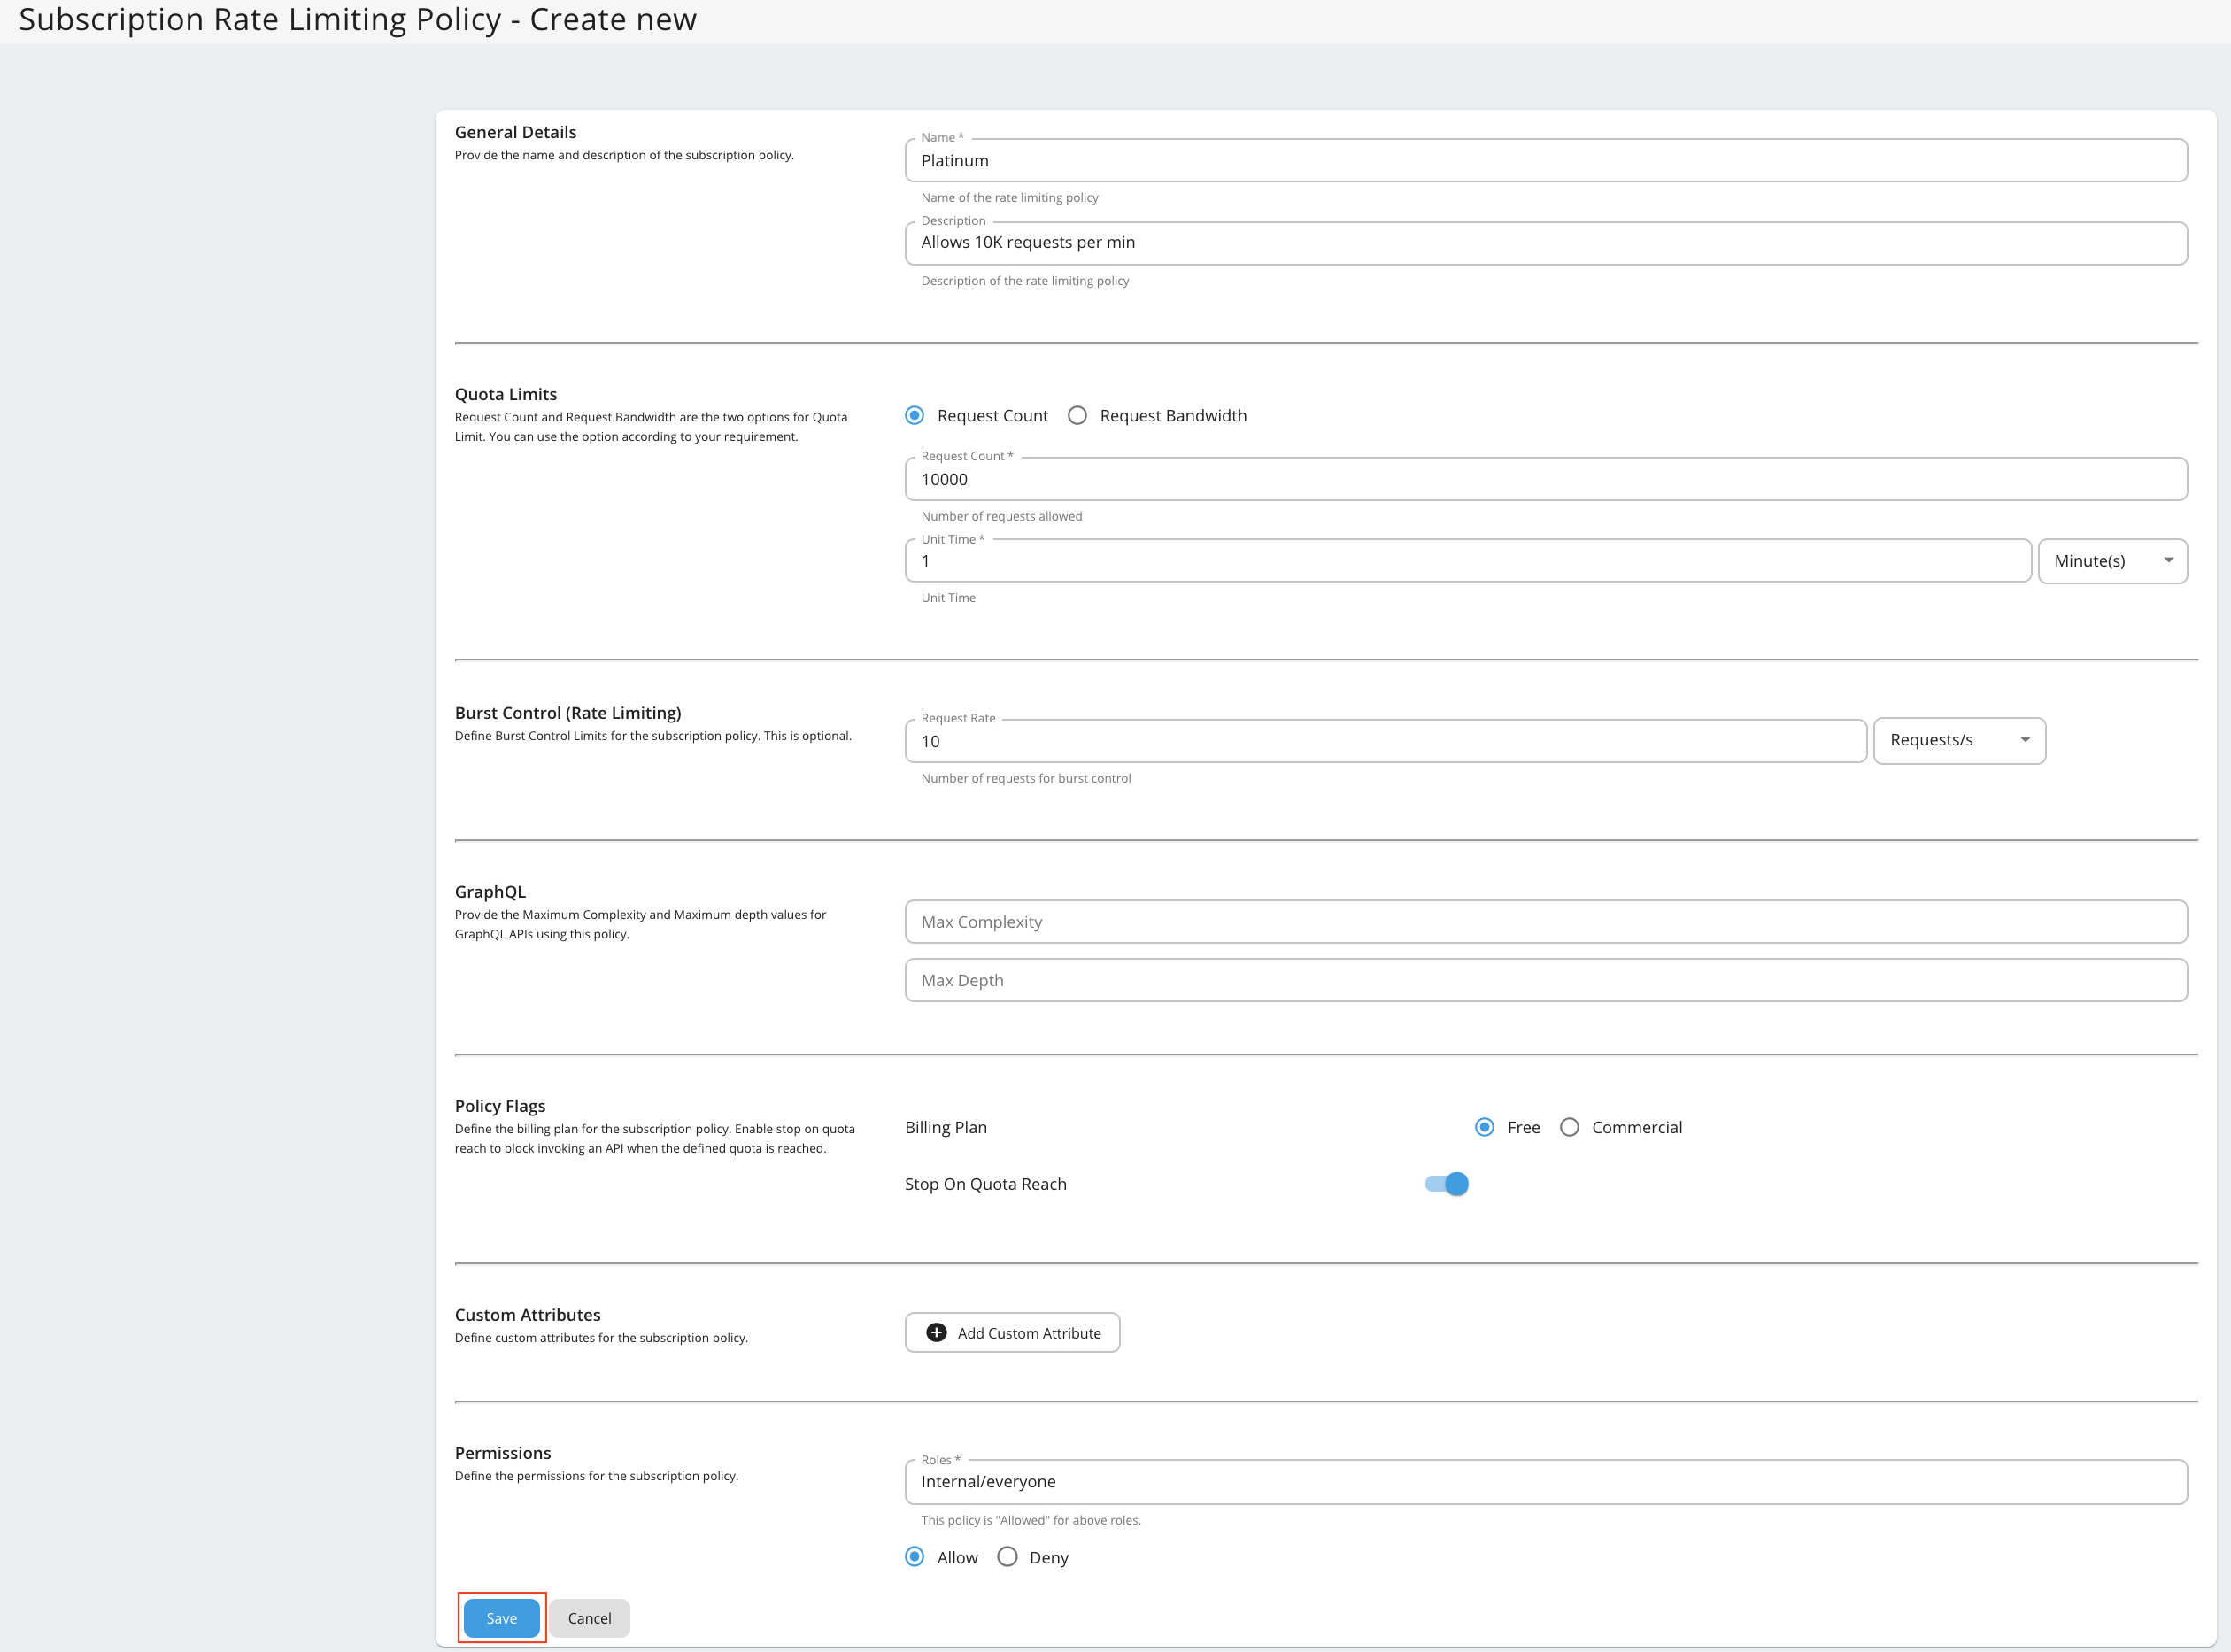 Subscription Rate Limiting Policy - Create new
General Details
Provide the name and description of the subscription policy.
Name *
Platinum
Name of the rate limiting policy
Description
Allows 10K requests per min
Description of the rate limiting policy
Quota Limits
Request Count and Request Bandwidth are the two options for Quota
Limit. You can use the option according to your requirement.
Request Count Request Bandwidth
Request Count *
10000
Number of requests allowed
Unit Time *
1 Minute(s)
Unit Time
Burst Control (Rate Limiting)
Define Burst Control Limits for the subscription policy. This is optional.
Request Rate
10 Requests/s
Number of requests for burst control
GraphQL
Provide the Maximum Complexity and Maximum depth values for
GraphQL APIs using this policy.
Max Complexity
Max Depth
Policy Flags
Define the billing plan for the subscription policy. Enable stop on quota
reach to block invoking an API when the defined quota is reached.
Billing Plan Free Commercial
Stop On Quota Reach
Custom Attributes
Define custom attributes for the subscription policy.
Add Custom Attribute
Permissions
Define the permissions for the subscription policy.
Roles *
Internal/everyone
This policy is "Allowed" for above roles.
Allow Deny
Save Cancel